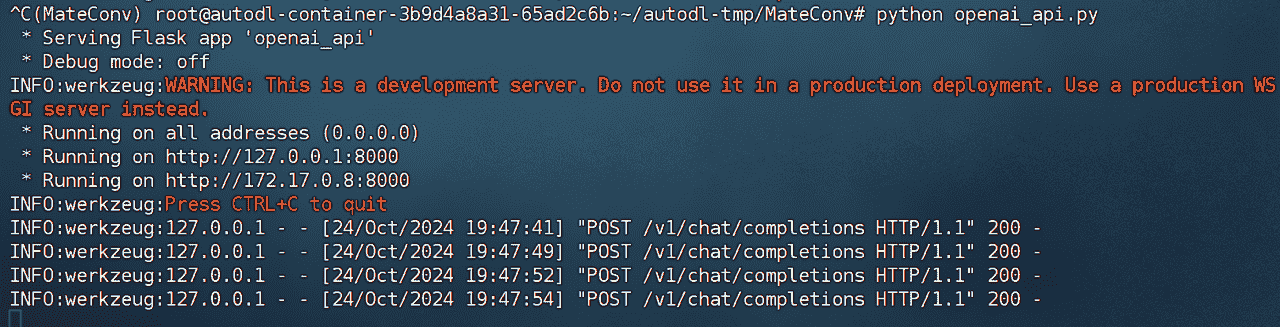 ^C(MateConv) root@autodl-container-3b9d4a8a31-65ad2c6b:~/autodl-tmp/MateConv# python openai_api.py
 * Serving Flask app 'openai_api'
 * Debug mode: off
INFO:werkzeug:WARNING: This is a development server. Do not use it in a production deployment. Use a production WS
GI server instead.
 * Running on all addresses (0.0.0.0)
 * Running on http://127.0.0.1:8000
 * Running on http://172.17.0.8:8000
INFO:werkzeug:Press CTRL+C to quit
INFO:werkzeug:127.0.0.1 - - [24/Oct/2024 19:47:41] "POST /v1/chat/completions HTTP/1.1" 200 -
INFO:werkzeug:127.0.0.1 - - [24/Oct/2024 19:47:49] "POST /v1/chat/completions HTTP/1.1" 200 -
INFO:werkzeug:127.0.0.1 - - [24/Oct/2024 19:47:52] "POST /v1/chat/completions HTTP/1.1" 200 -
INFO:werkzeug:127.0.0.1 - - [24/Oct/2024 19:47:54] "POST /v1/chat/completions HTTP/1.1" 200 -